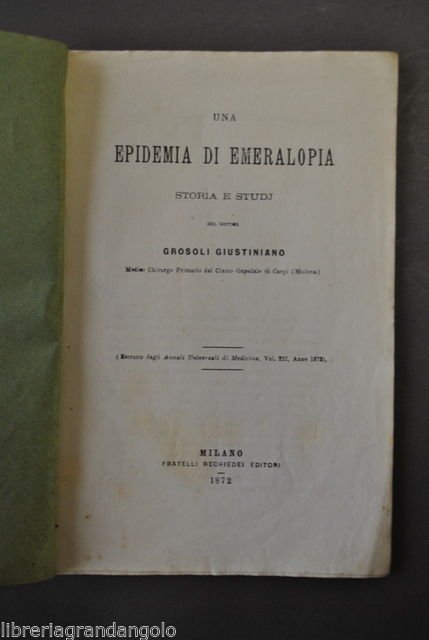 UNA
EPIDEMIA DI EMERALOPIA
STORIA E STUDJ
DEL DOTTOR
GROSOLI GIUSTINIANO
Medico Chirurgo Primario del Civico Ospedale di Carpi (Modena)
(Estratto dagli Annali Universali di Medicina, Vol. 221, Anno 1872).
MILANO
FRATELLI RECHIEDEI EDITORI
1872
libreriagrandangolo